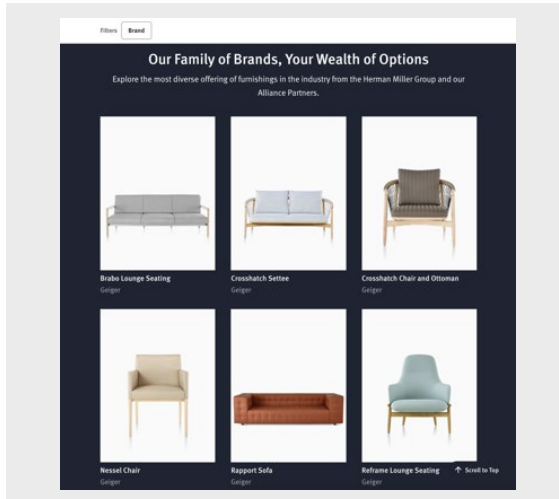 Filters Brand
Our Family of Brands, Your Wealth of Options
Explore the most diverse offering of furnishings in the industry from the Herman Miller Group and our
Alliance Partners.
Brabo Lounge Seating
Geiger
Crosshatch Settee
Geiger
Crosshatch Chair and Ottoman
Geiger
Nessel Chair
Geiger
Rapport Sofa
Geiger
Reframe Lounge Seating
Geiger
↑ Scroll to Top